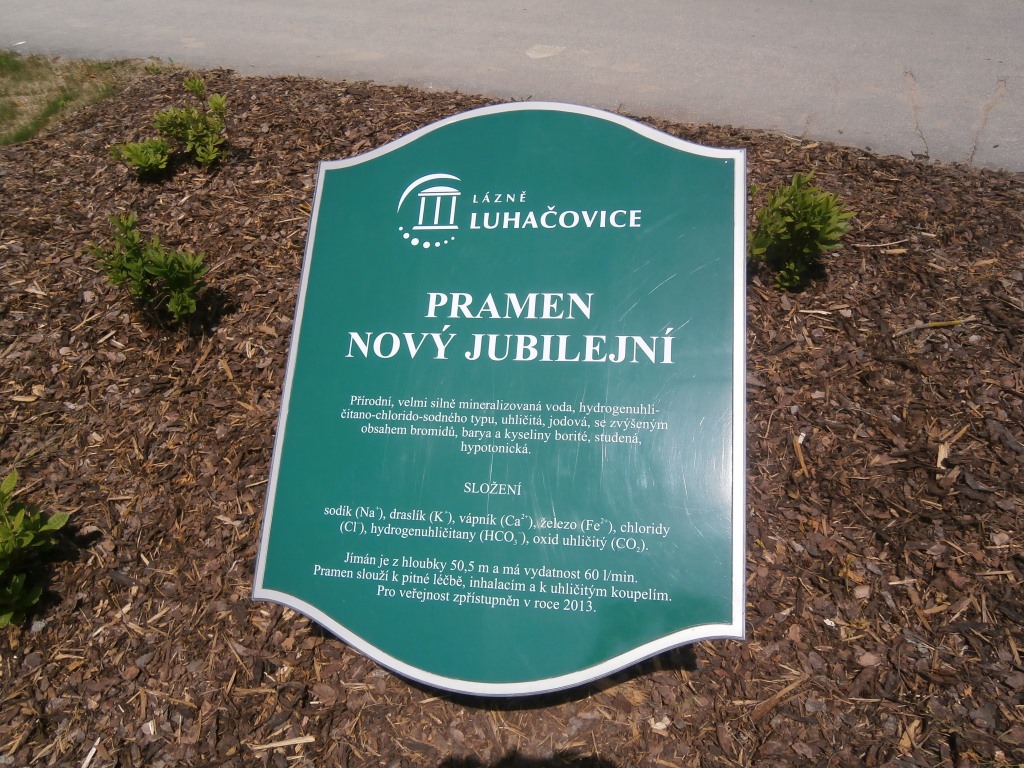 LÁZNĚ
LUHAČOVICE
PRAMEN
NOVÝ JUBILEJNÍ
Přírodní, velmi silně mineralizovaná voda, hydrogenuhli-
čitano-chlorido-sodného typu, uhličitá, jodová, se zvýšeným
obsahem bromidů, barya a kyseliny borité, studená,
hypotonická.
SLOŽENÍ
sodík (Na⁺), draslík (K⁺), vápník (Ca²⁺), železo (Fe²⁺), chloridy
(Cl⁻), hydrogenuhličitany (HCO₃⁻), oxid uhličitý (CO₂).
Jímán je z hloubky 50,5 m a má vydatnost 60 l/min.
Pramen slouží k pitné léčbě, inhalacím a k uhličitým koupelím.
Pro veřejnost zpřístupněn v roce 2013.